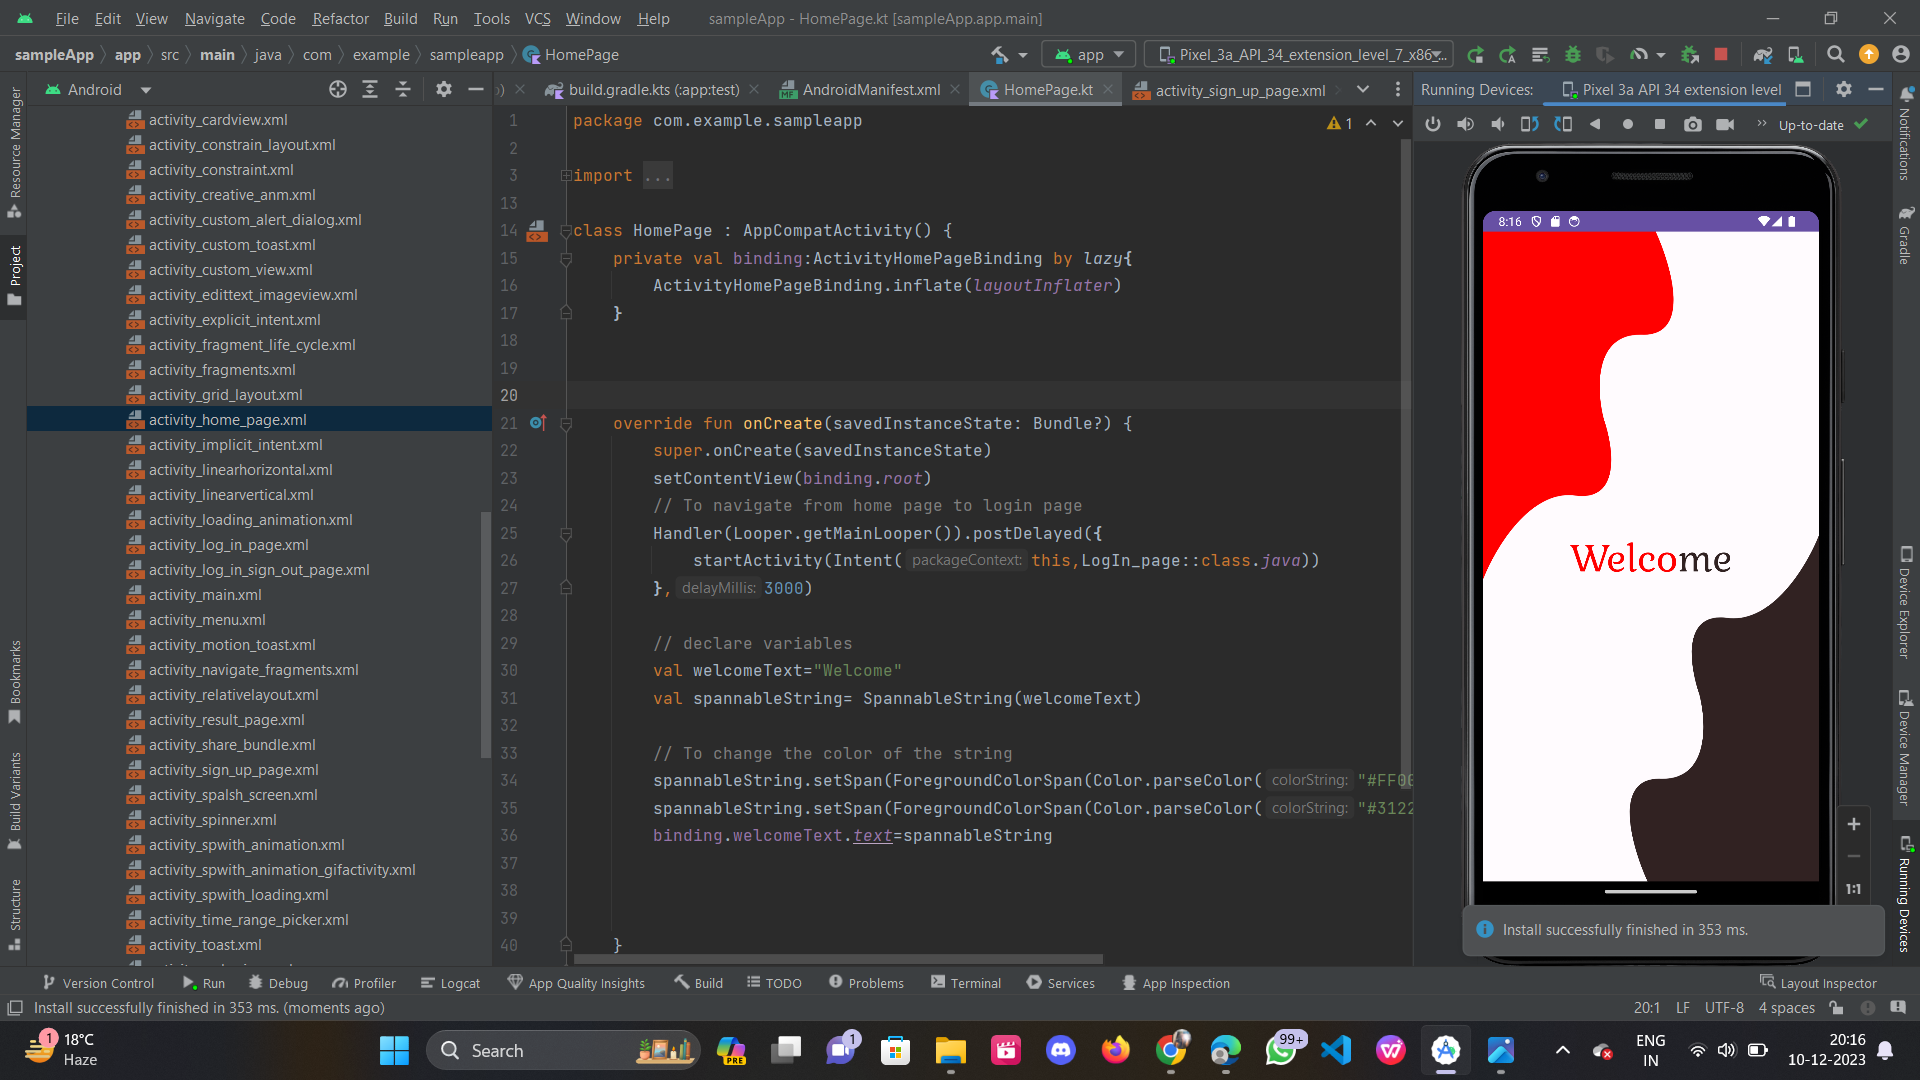 File Edit View Navigate Code Refactor Build Run Tools VCS Window Help sampleApp - HomePage.kt [sampleApp.app.main]
sampleApp app src main java com example sampleapp HomePage app Pixel_3a_API_34_extension_level_7_x86
Android
build.gradle.kts (:app:test) AndroidManifest.xml HomePage.kt activity_sign_up_page.xml
Running Devices: Pixel 3a API 34 extension level
Up-to-date
Resource Manager
Project
Bookmarks
Build Variants
Structure
activity_cardview.xml
activity_constrain_layout.xml
activity_constraint.xml
activity_creative_anm.xml
activity_custom_alert_dialog.xml
activity_custom_toast.xml
activity_custom_view.xml
activity_edittext_imageview.xml
activity_explicit_intent.xml
activity_fragment_life_cycle.xml
activity_fragments.xml
activity_grid_layout.xml
activity_home_page.xml
activity_implicit_intent.xml
activity_linearhorizontal.xml
activity_linearvertical.xml
activity_loading_animation.xml
activity_log_in_page.xml
activity_log_in_sign_out_page.xml
activity_main.xml
activity_menu.xml
activity_motion_toast.xml
activity_navigate_fragments.xml
activity_relativelayout.xml
activity_result_page.xml
activity_share_bundle.xml
activity_sign_up_page.xml
activity_spalsh_screen.xml
activity_spinner.xml
activity_spwith_animation.xml
activity_spwith_animation_gifactivity.xml
activity_spwith_loading.xml
activity_time_range_picker.xml
activity_toast.xml
1 package com.example.sampleapp
1
2
3 import ...
13
14 class HomePage : AppCompatActivity() {
15 private val binding:ActivityHomePageBinding by lazy{
16 ActivityHomePageBinding.inflate(layoutInflater)
17 }
18
19
20
21 override fun onCreate(savedInstanceState: Bundle?) {
22 super.onCreate(savedInstanceState)
23 setContentView(binding.root)
24 // To navigate from home page to login page
25 Handler(Looper.getMainLooper()).postDelayed({
26 startActivity(Intent( packageContext: this,LogIn_page::class.java))
27 }, delayMillis: 3000)
28
29 // declare variables
30 val welcomeText="Welcome"
31 val spannableString= SpannableString(welcomeText)
32
33 // To change the color of the string
34 spannableString.setSpan(ForegroundColorSpan(Color.parseColor( colorString: "#FF00
35 spannableString.setSpan(ForegroundColorSpan(Color.parseColor( colorString: "#3122
36 binding.welcomeText.text=spannableString
37
38
39
40 }
8:16
Welcome
1:1
Install successfully finished in 353 ms.
Notifications
Gradle
Device Explorer
Device Manager
Running Devices
Version Control Run Debug Profiler Logcat App Quality Insights Build TODO Problems Terminal Services App Inspection Layout Inspector
Install successfully finished in 353 ms. (moments ago) 20:1 LF UTF-8 4 spaces
1
18°C
Haze
Search
PRE
1
99+
ENG
IN
20:16
10-12-2023